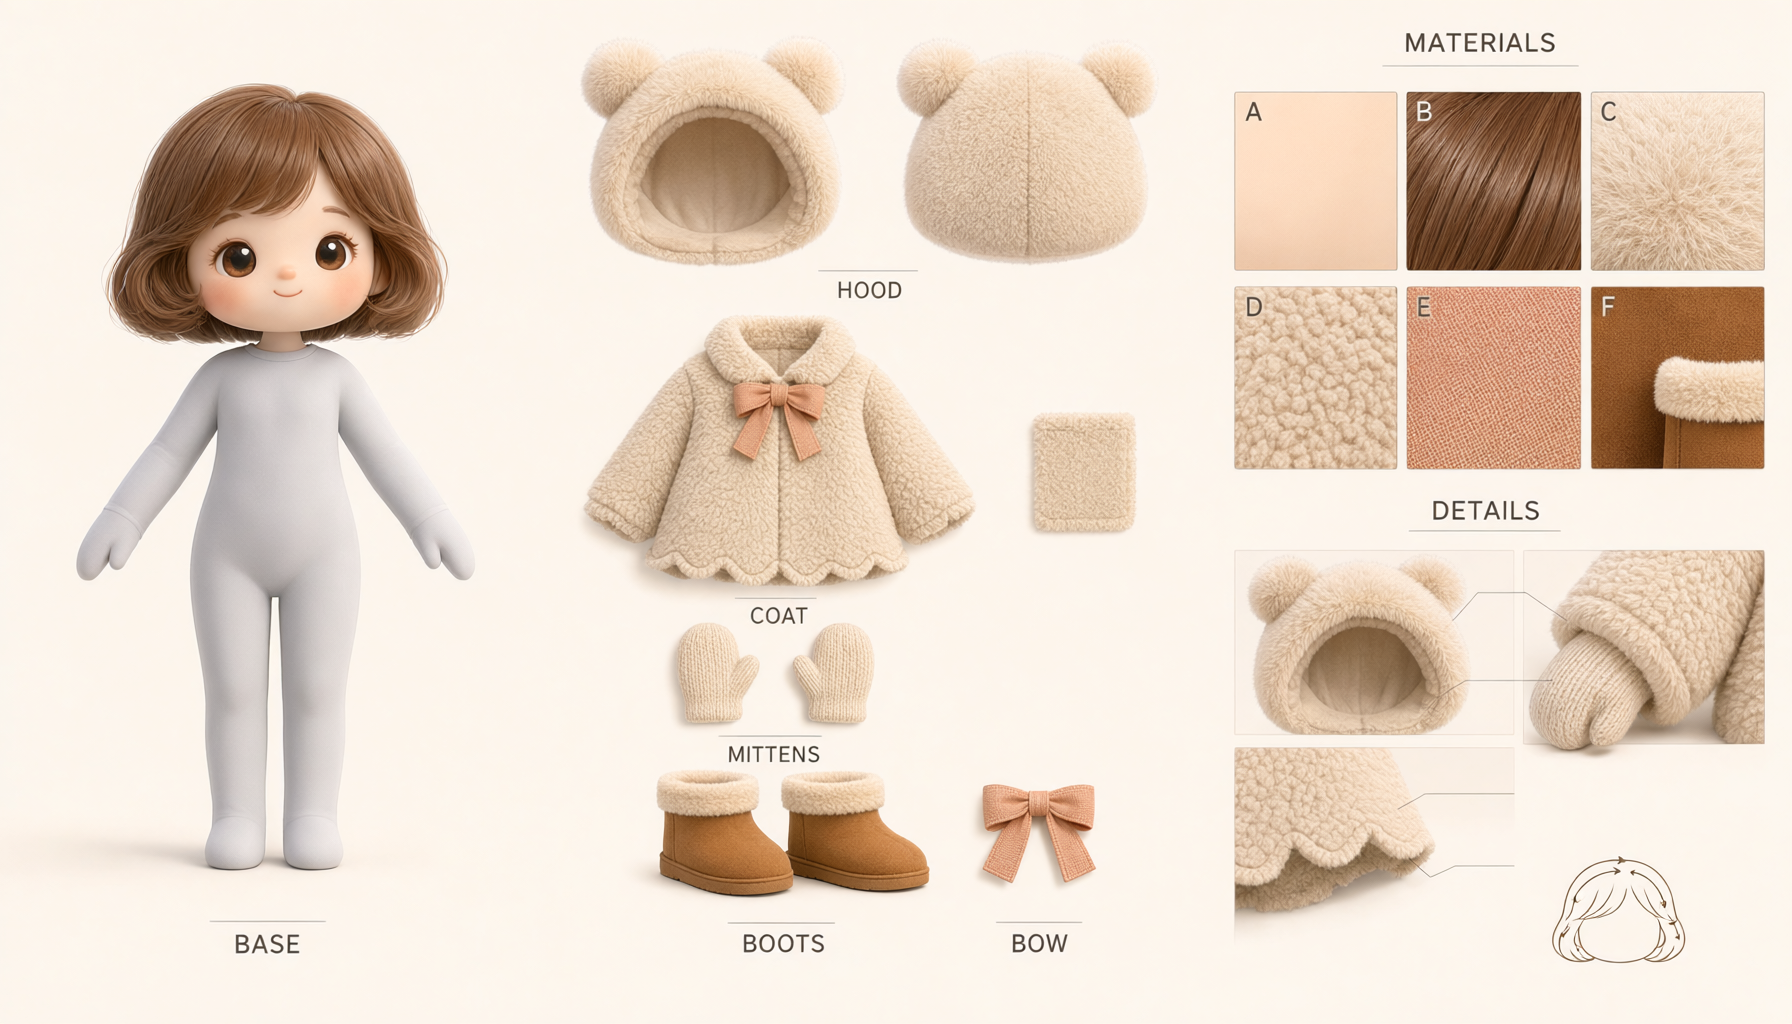 BASE
HOOD
COAT
MITTENS
BOOTS
BOW
MATERIALS
A
B
C
D
E
F
DETAILS